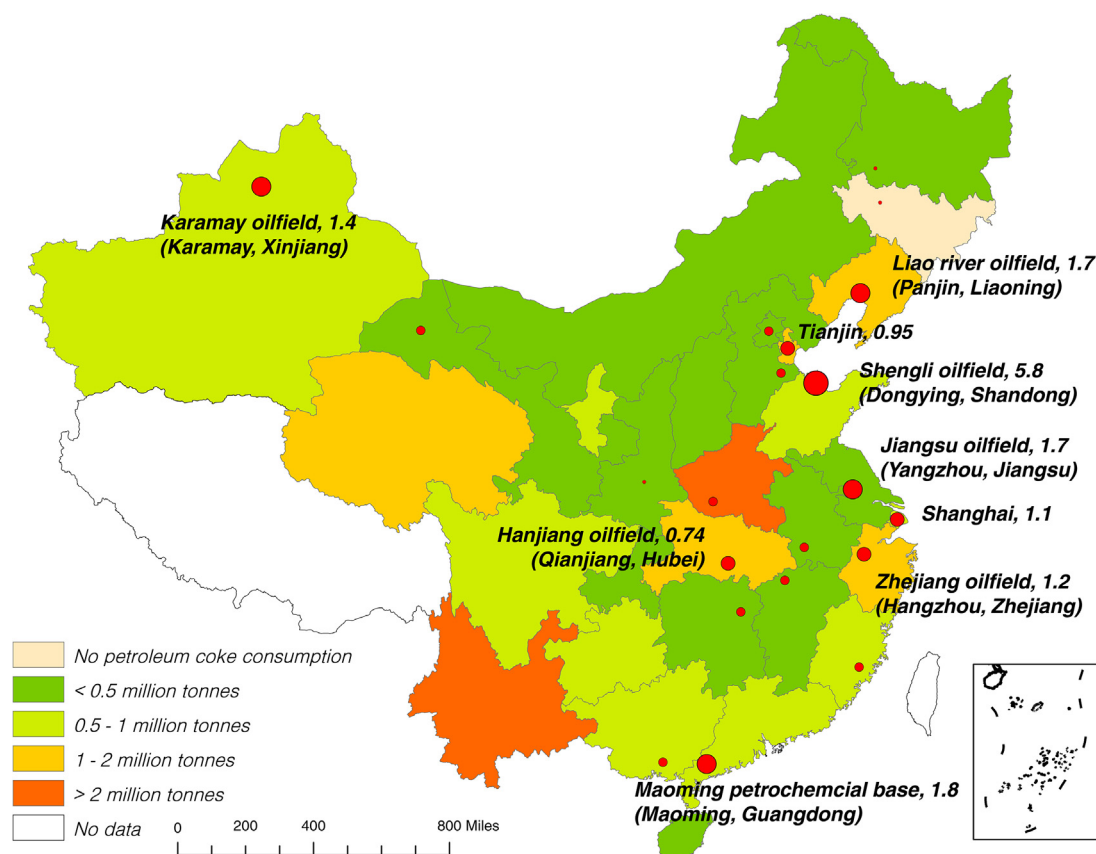 Karamay oilfield, 1.4
(Karamay, Xinjiang)
Liao river oilfield, 1.7
(Panjin, Liaoning)
Tianjin, 0.95
Shengli oilfield, 5.8
(Dongying, Shandong)
Jiangsu oilfield, 1.7
(Yangzhou, Jiangsu)
Shanghai, 1.1
Hanjiang oilfield, 0.74
(Qianjiang, Hubei)
Zhejiang oilfield, 1.2
(Hangzhou, Zhejiang)
Maoming petrochemcial base, 1.8
(Maoming, Guangdong)
No petroleum coke consumption
< 0.5 million tonnes
0.5 - 1 million tonnes
1 - 2 million tonnes
> 2 million tonnes
No data
0 200 400 800 Miles